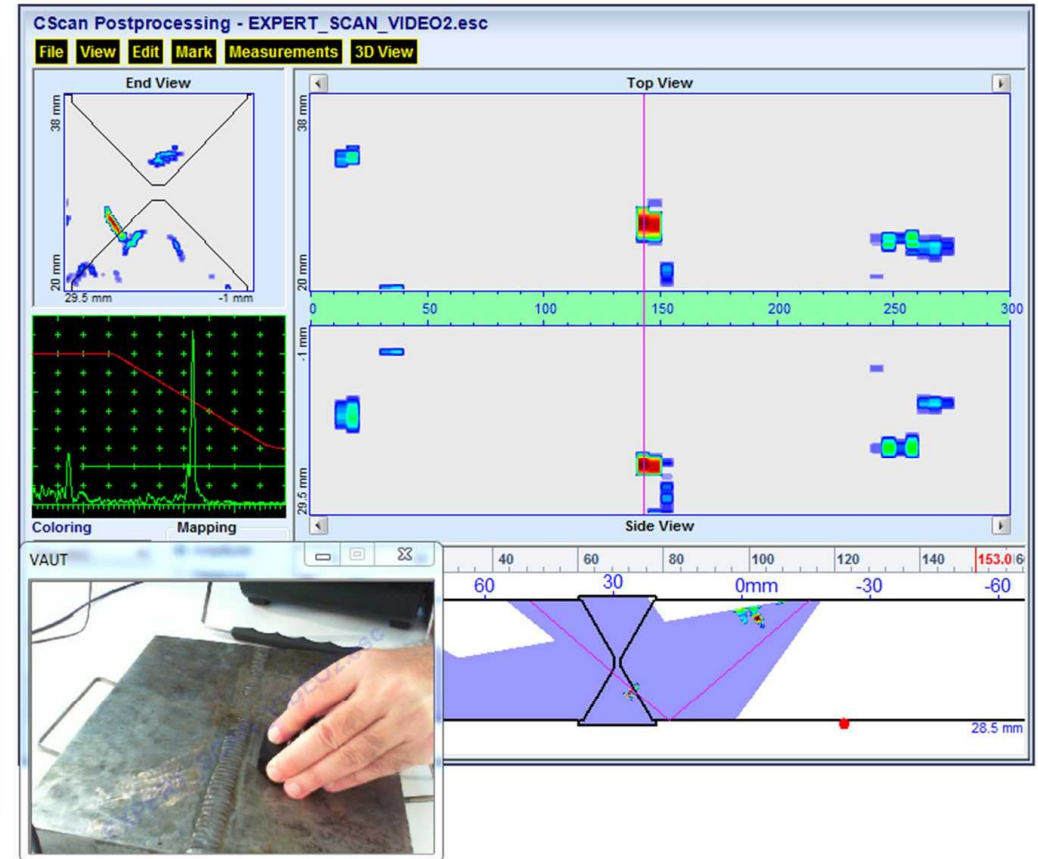 CScan Postprocessing - EXPERT_SCAN_VIDEO2.esc
File View Edit Mark Measurements 3D View
End View
38 mm
20 mm
29.5 mm -1 mm
Top View
38 mm
20 mm
0 50 100 150 200 250 300
-1 mm
29.5 mm
Side View
Coloring Mapping
VAUT
40 60 80 100 120 140 153.0
60 30 0mm -30 -60
28.5 mm